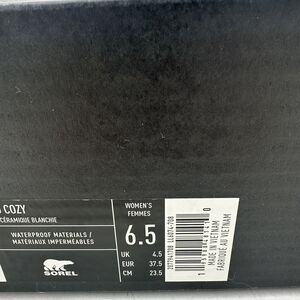 COZY
CÉRAMIQUE BLANCHIE
WATERPROOF MATERIALS /
MATÉRIAUX IMPERMÉABLES
SOREL
WOMEN'S
FEMMES
6.5
UK 4.5
EUR 37.5
CM 23.5
MADE IN VIETNAM
FABRIQUÉ AU VIETNAM